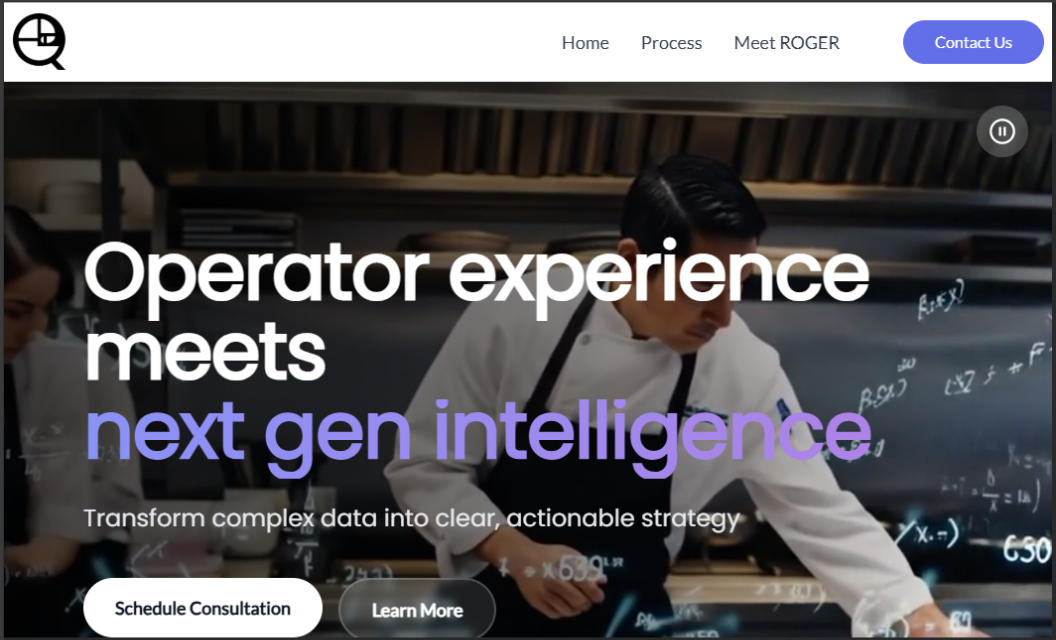 Home Process Meet ROGER Contact Us
Operator experience
meets
next gen intelligence
Transform complex data into clear, actionable strategy
Schedule Consultation Learn More
630